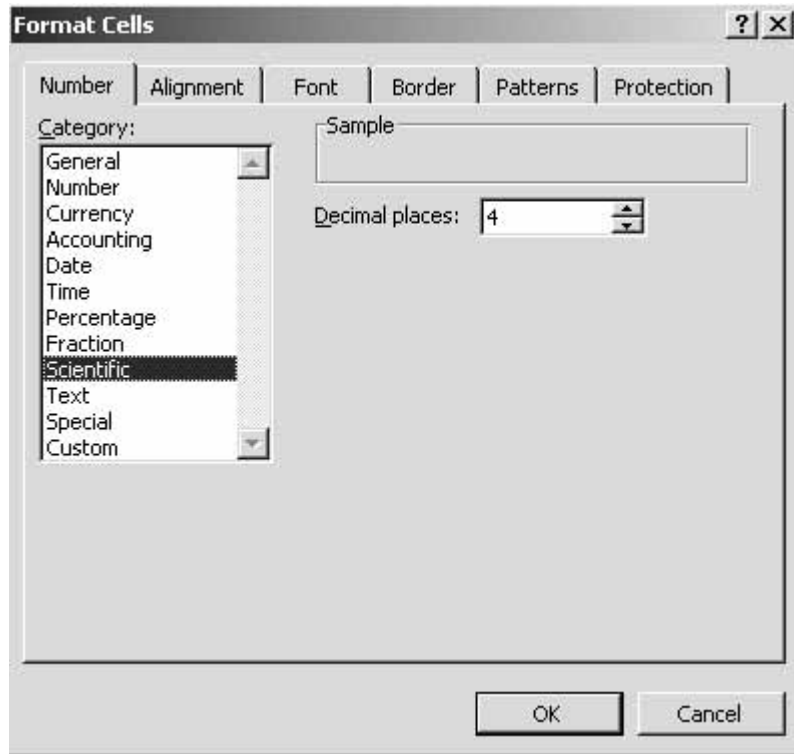 Format Cells
Number Alignment Font Border Patterns Protection
Category:
General
Number
Currency
Accounting
Date
Time
Percentage
Fraction
Scientific
Text
Special
Custom
Sample
Decimal places: 4
OK Cancel